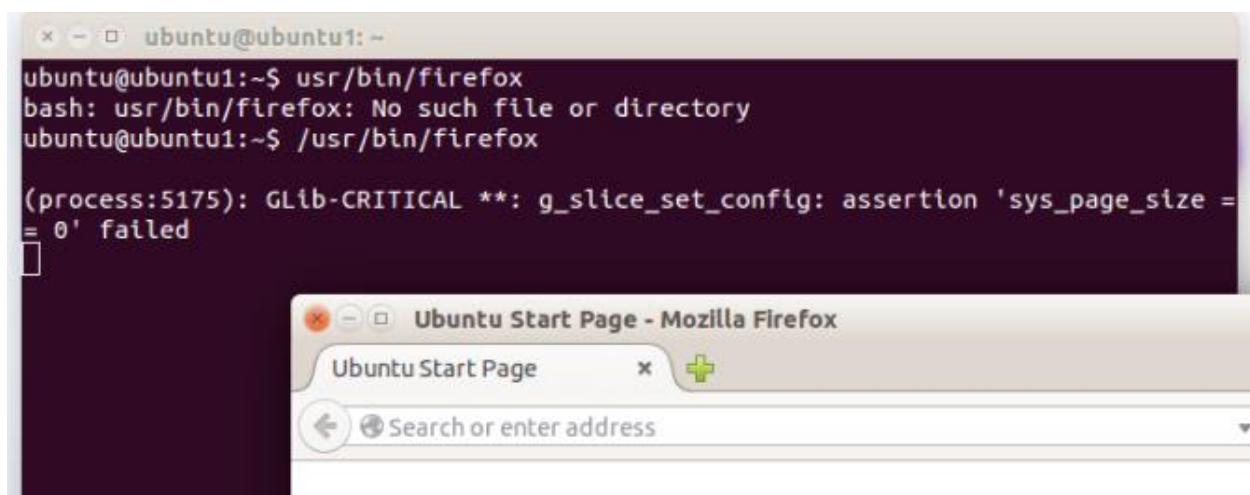 ubuntu@ubuntu1: ~
ubuntu@ubuntu1:~$ usr/bin/firefox
bash: usr/bin/firefox: No such file or directory
ubuntu@ubuntu1:~$ /usr/bin/firefox
(process:5175): GLib-CRITICAL **: g_slice_set_config: assertion 'sys_page_size =
= 0' failed
Ubuntu Start Page - Mozilla Firefox
Ubuntu Start Page
Search or enter address